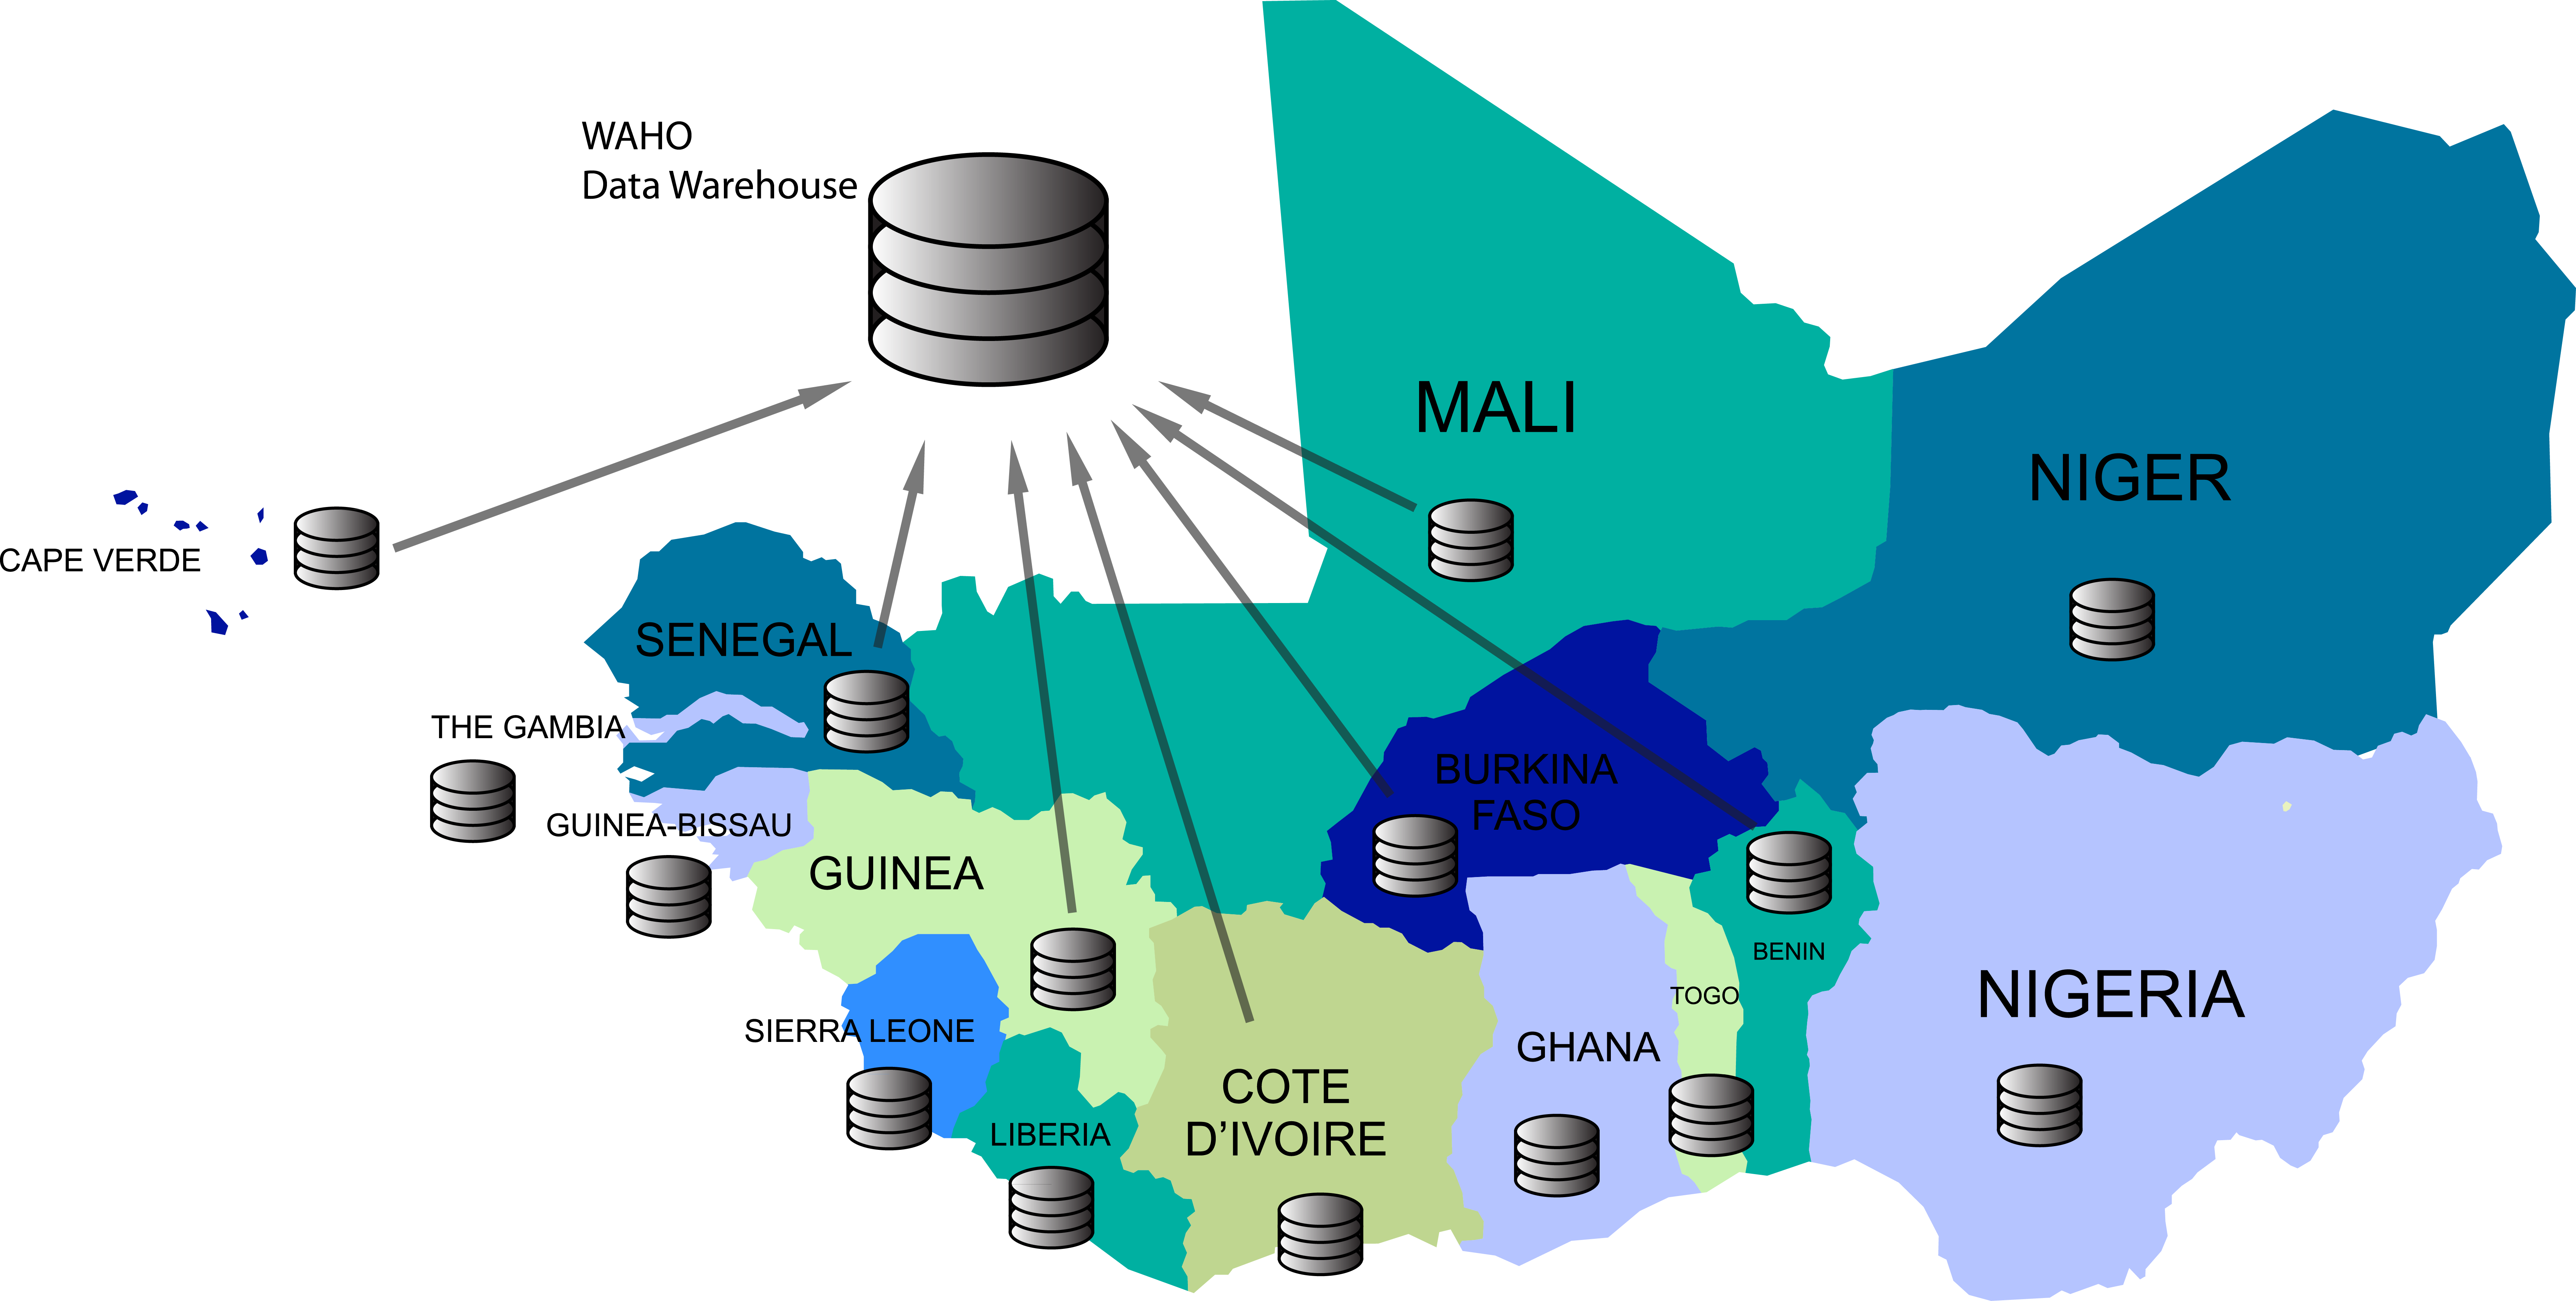 WAHO
Data Warehouse
MALI
NIGER
CAPE VERDE
SENEGAL
THE GAMBIA
BURKINA
FASO
GUINEA-BISSAU
GUINEA
BENIN
NIGERIA
TOGO
SIERRA LEONE
GHANA
COTE
D’IVOIRE
LIBERIA